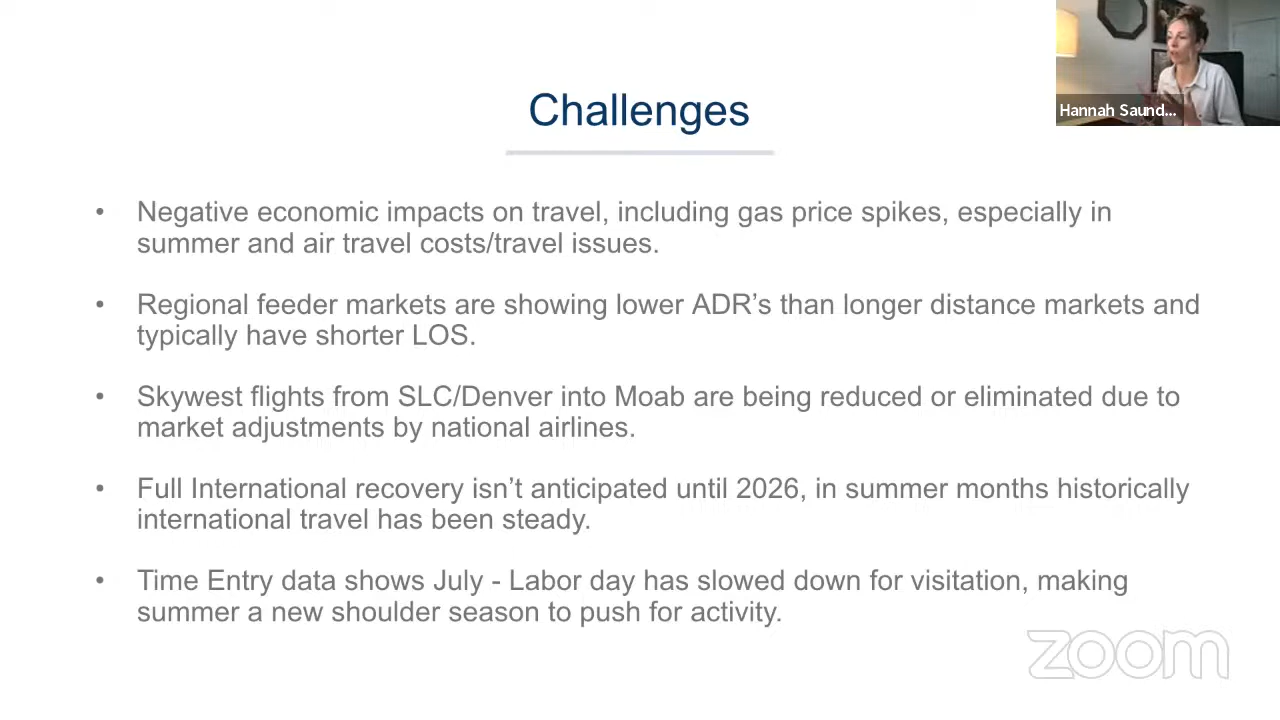 Challenges
Hannah Saund...
• Negative economic impacts on travel, including gas price spikes, especially in
summer and air travel costs/travel issues.
• Regional feeder markets are showing lower ADR’s than longer distance markets and
typically have shorter LOS.
• Skywest flights from SLC/Denver into Moab are being reduced or eliminated due to
market adjustments by national airlines.
• Full International recovery isn’t anticipated until 2026, in summer months historically
international travel has been steady.
• Time Entry data shows July - Labor day has slowed down for visitation, making
summer a new shoulder season to push for activity.
zoom